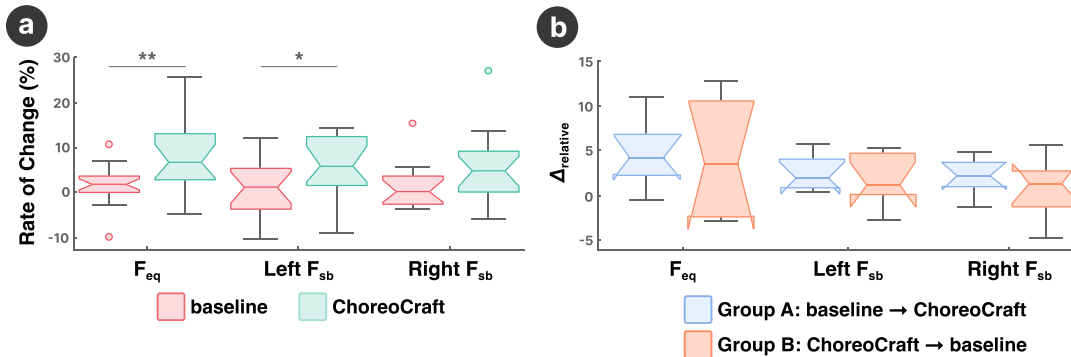 a
Rate of Change (%)
30
20
10
0
-10
** *
F_eq Left F_sb Right F_sb
baseline ChoreoCraft
b
Δ_relative
15
10
5
0
-5
F_eq Left F_sb Right F_sb
Group A: baseline → ChoreoCraft
Group B: ChoreoCraft → baseline